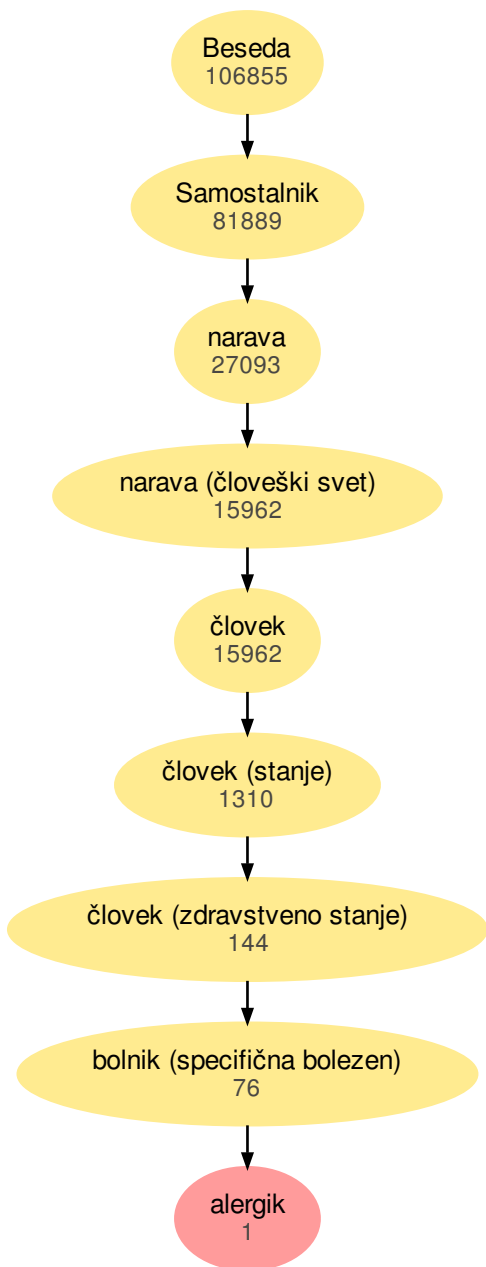 Beseda
106855
Samostalnik
81889
narava
27093
narava (človeški svet)
15962
človek
15962
človek (stanje)
1310
človek (zdravstveno stanje)
144
bolnik (specifična bolezen)
76
alergik
1